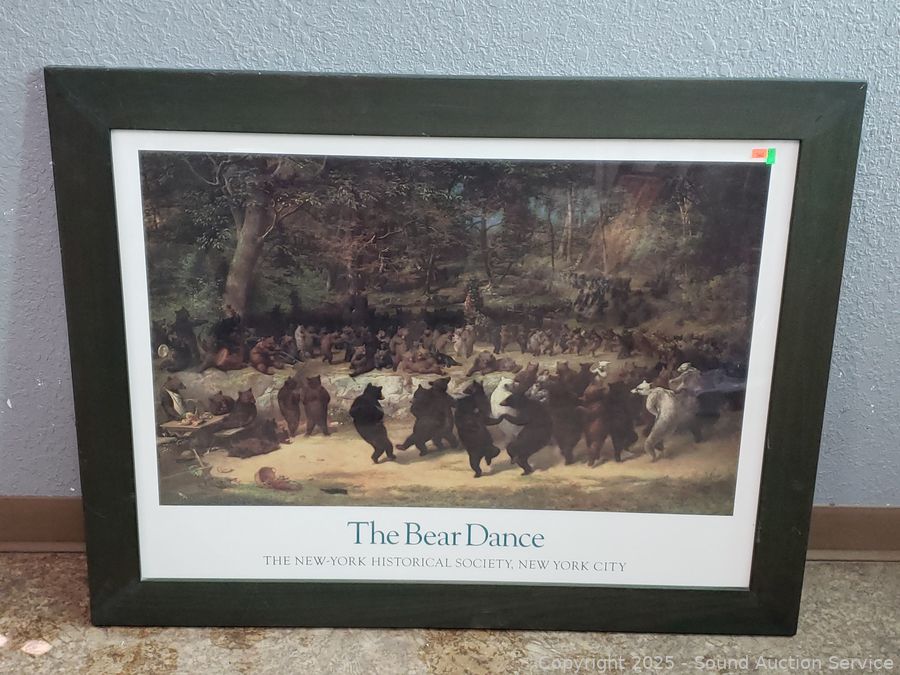 The Bear Dance
THE NEW-YORK HISTORICAL SOCIETY, NEW YORK CITY
Copyright 2025 - Sound Auction Service